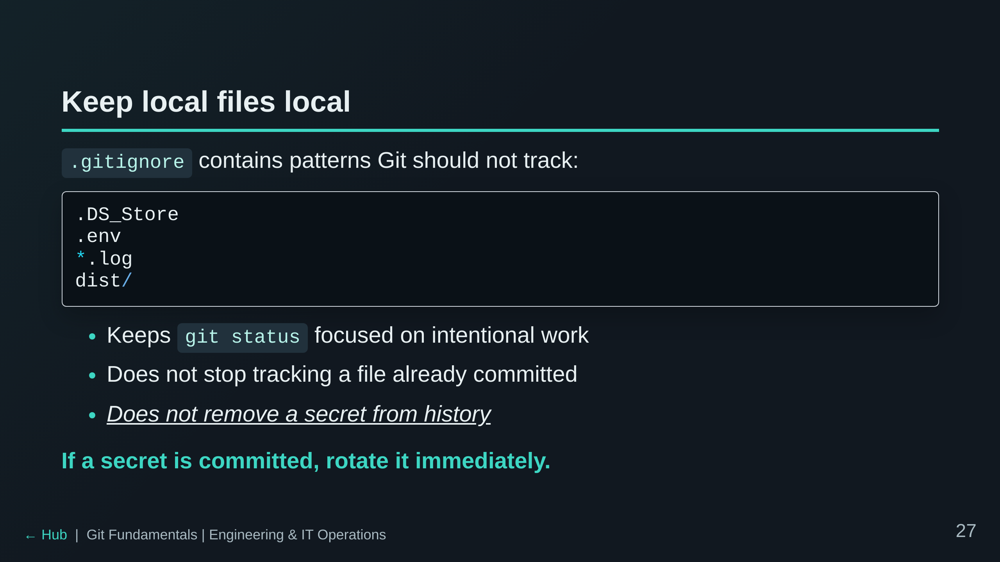 Keep local files local
.gitignore contains patterns Git should not track:
.DS_Store
.env
*.log
dist/
• Keeps git status focused on intentional work
• Does not stop tracking a file already committed
• Does not remove a secret from history
If a secret is committed, rotate it immediately.
← Hub | Git Fundamentals | Engineering & IT Operations
27